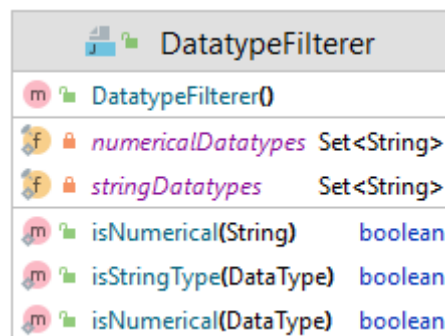 DatatypeFilterer
m DatatypeFilterer()
f numericalDatatypes Set<String>
f stringDatatypes Set<String>
m isNumerical(String) boolean
m isStringType(DataType) boolean
m isNumerical(DataType) boolean